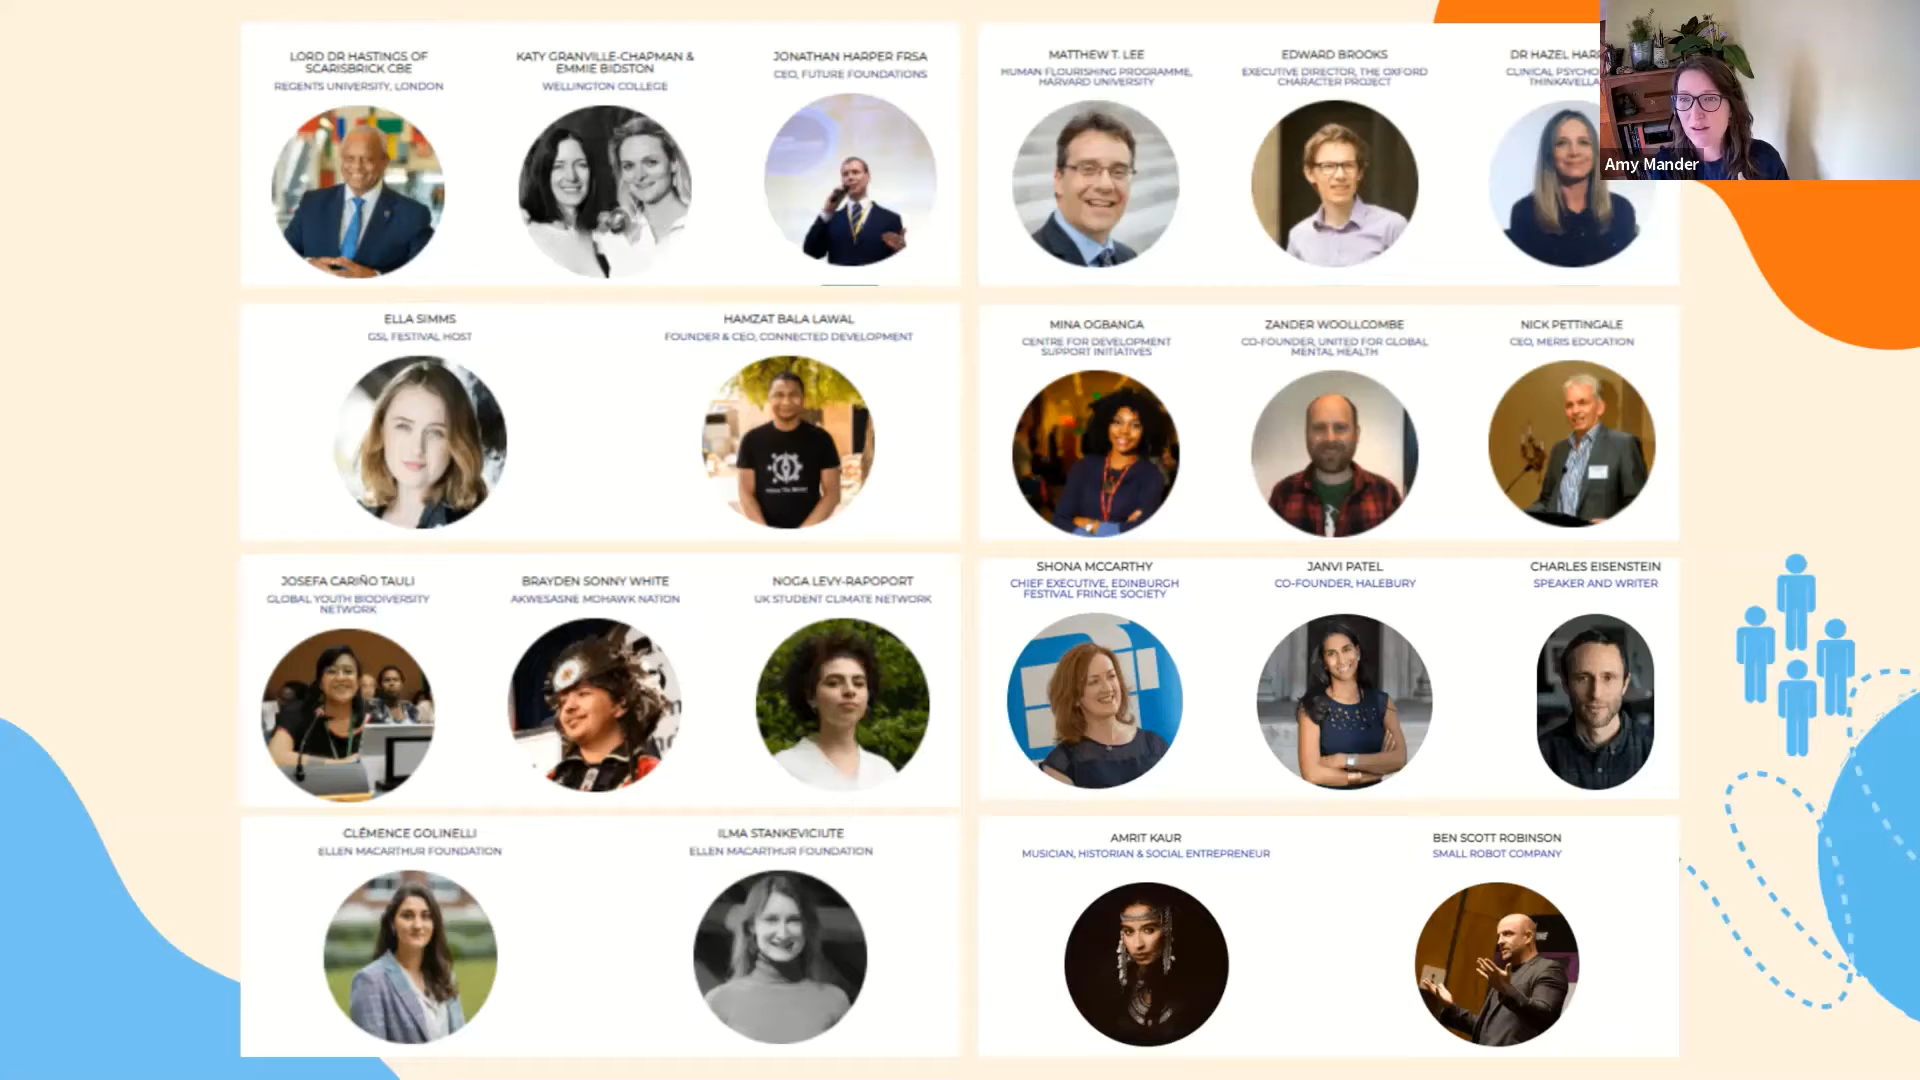 LORD DR HASTINGS OF
SCARISBRICK CBE
REGENTS UNIVERSITY, LONDON
KATY GRANVILLE-CHAPMAN &
EMMIE BIDSTON
WELLINGTON COLLEGE
JONATHAN HARPER FRSA
CEO, FUTURE FOUNDATIONS
MATTHEW T. LEE
HUMAN FLOURISHING PROGRAMME,
HARVARD UNIVERSITY
EDWARD BROOKS
EXECUTIVE DIRECTOR, THE OXFORD
CHARACTER PROJECT
DR HAZEL
CLINICAL
Amy Mander
ELLA SIMMS
GSL FESTIVAL HOST
HAMZAT BALA LAWAL
FOUNDER & CEO, CONNECTED DEVELOPMENT
MINA OGBANGA
CENTRE FOR DEVELOPMENT
SUPPORT INITIATIVES
ZANDER WOOLLCOMBE
CO-FOUNDER, UNITED FOR GLOBAL
MENTAL HEALTH
NICK PETTINGALE
CEO, MERIS EDUCATION
JOSEFA CARIÑO TAULI
GLOBAL YOUTH BIODIVERSITY
NETWORK
BRAYDEN SONNY WHITE
AKWESASNE MOHAWK NATION
NOGA LEVY-RAPOPORT
UK STUDENT CLIMATE NETWORK
SHONA MCCARTHY
CHIEF EXECUTIVE, EDINBURGH
FESTIVAL FRINGE SOCIETY
JANVI PATEL
CO-FOUNDER, HALEBURY
CHARLES EISENSTEIN
SPEAKER AND WRITER
CLÉMENCE GOLINELLI
ELLEN MACARTHUR FOUNDATION
ILMA STANKEVICIUTE
ELLEN MACARTHUR FOUNDATION
AMRIT KAUR
MUSICIAN, HISTORIAN & SOCIAL ENTREPRENEUR
BEN SCOTT ROBINSON
SMALL ROBOT COMPANY